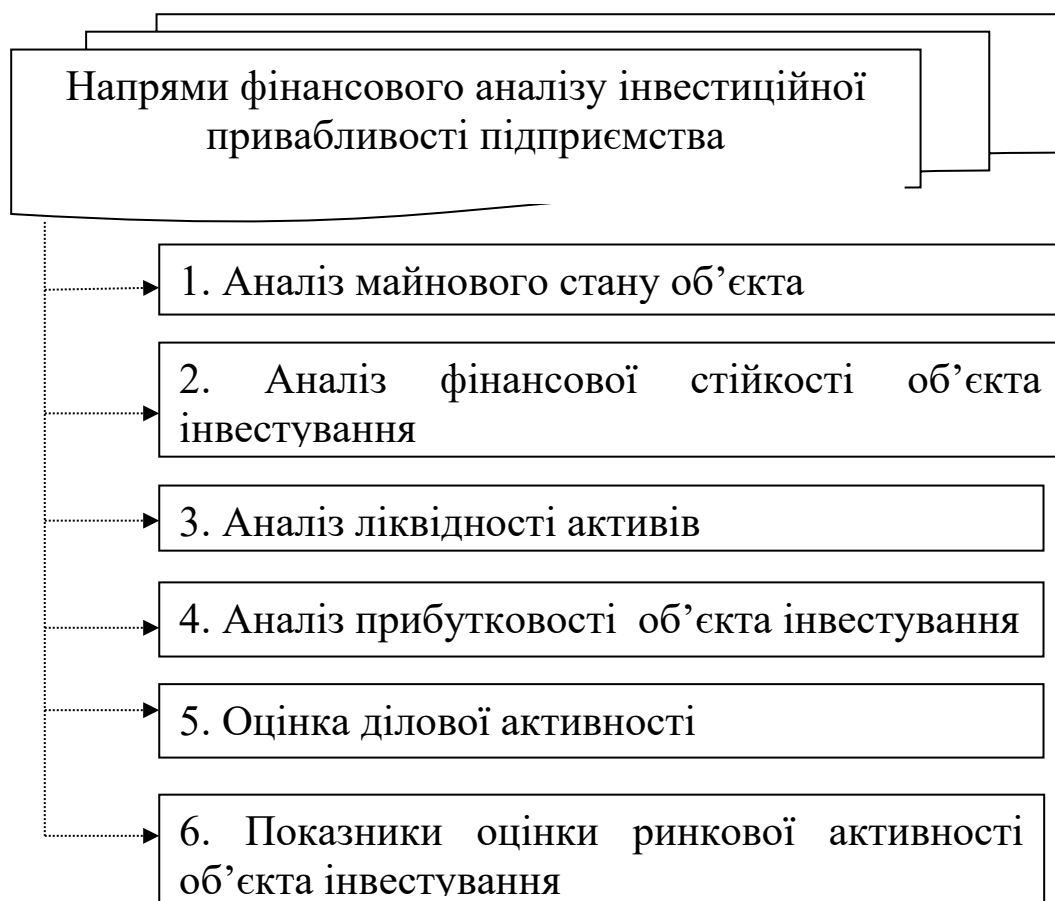 Напрями фінансового аналізу інвестиційної
привабливості підприємства
1. Аналіз майнового стану об’єкта
2. Аналіз фінансової стійкості об’єкта
інвестування
3. Аналіз ліквідності активів
4. Аналіз прибутковості об’єкта інвестування
5. Оцінка ділової активності
6. Показники оцінки ринкової активності
об’єкта інвестування